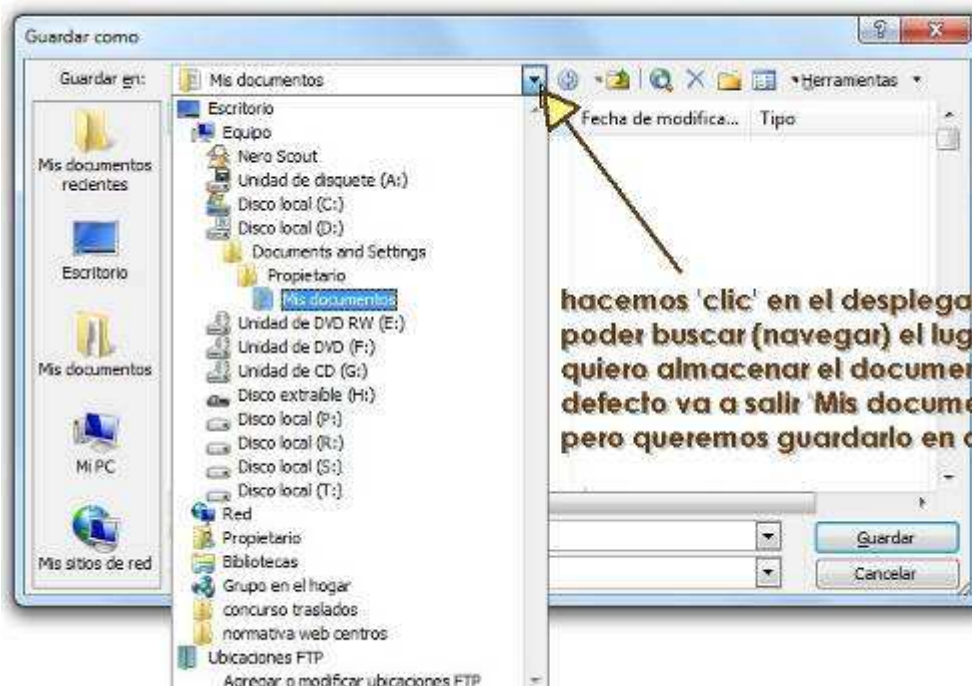 Guardar como
Guardar en:
Mis documentos
Herramientas
Mis documentos recientes
Escritorio
Mis documentos
Mi PC
Mis sitios de red
Escritorio
Equipo
Nero Scout
Unidad de disquete (A:)
Disco local (C:)
Disco local (D:)
Documents and Settings
Propietario
Mis documentos
Unidad de DVD RW (E:)
Unidad de DVD (F:)
Unidad de CD (G:)
Disco extraíble (H:)
Disco local (P:)
Disco local (R:)
Disco local (S:)
Disco local (T:)
Red
Propietario
Bibliotecas
Grupo en el hogar
concurso traslados
normativa web centros
Ubicaciones FTP
Agregar o modificar ubicaciones FTP
Fecha de modifica... Tipo
hacemos 'clic' en el desplega
poder buscar (navegar) el lug
quiero almacenar el documen
defecto va a salir 'Mis docume
pero queremos guardarlo en
Guardar
Cancelar